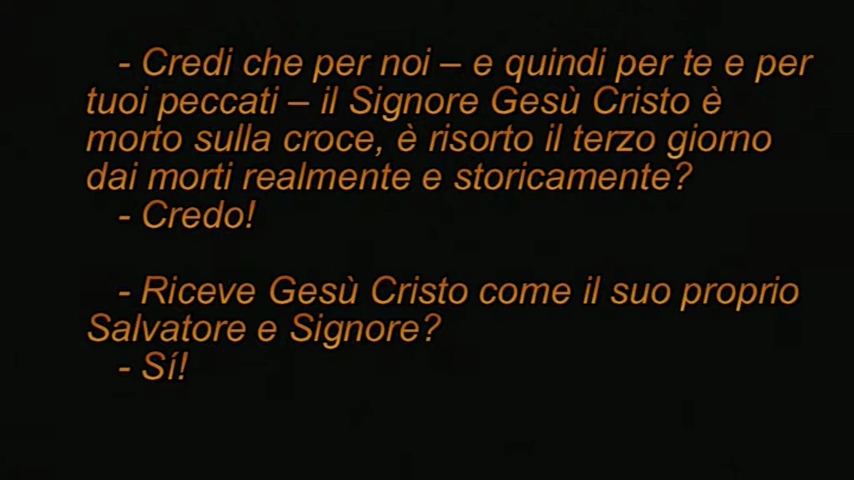 - Credi che per noi – e quindi per te e per
tuoi peccati – il Signore Gesù Cristo è
morto sulla croce, è risorto il terzo giorno
dai morti realmente e storicamente?
- Credo!
- Riceve Gesù Cristo come il suo proprio
Salvatore e Signore?
- Sí!